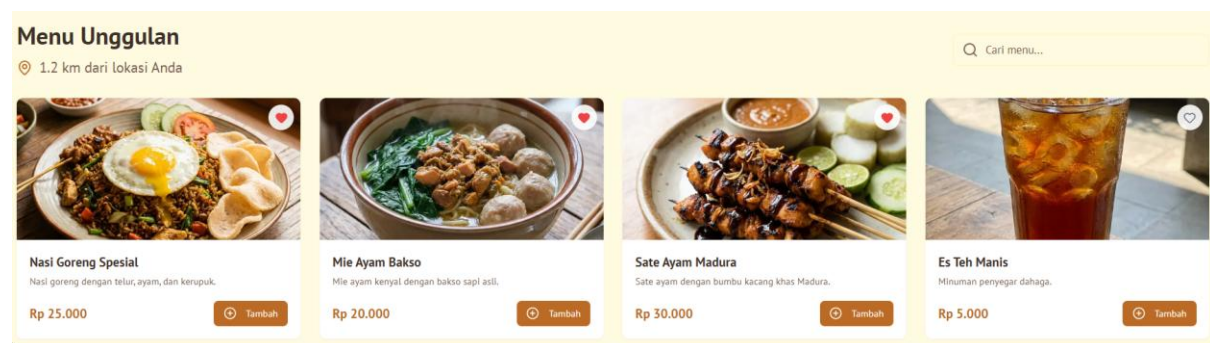 Menu Unggulan
1.2 km dari lokasi Anda
Cari menu...
Nasi Goreng Spesial
Nasi goreng dengan telur, ayam, dan kerupuk.
Rp 25.000
Tambah
Mie Ayam Bakso
Mie ayam kenyal dengan bakso sapi asli.
Rp 20.000
Tambah
Sate Ayam Madura
Sate ayam dengan bumbu kacang khas Madura.
Rp 30.000
Tambah
Es Teh Manis
Minuman penyegar dahaga.
Rp 5.000
Tambah